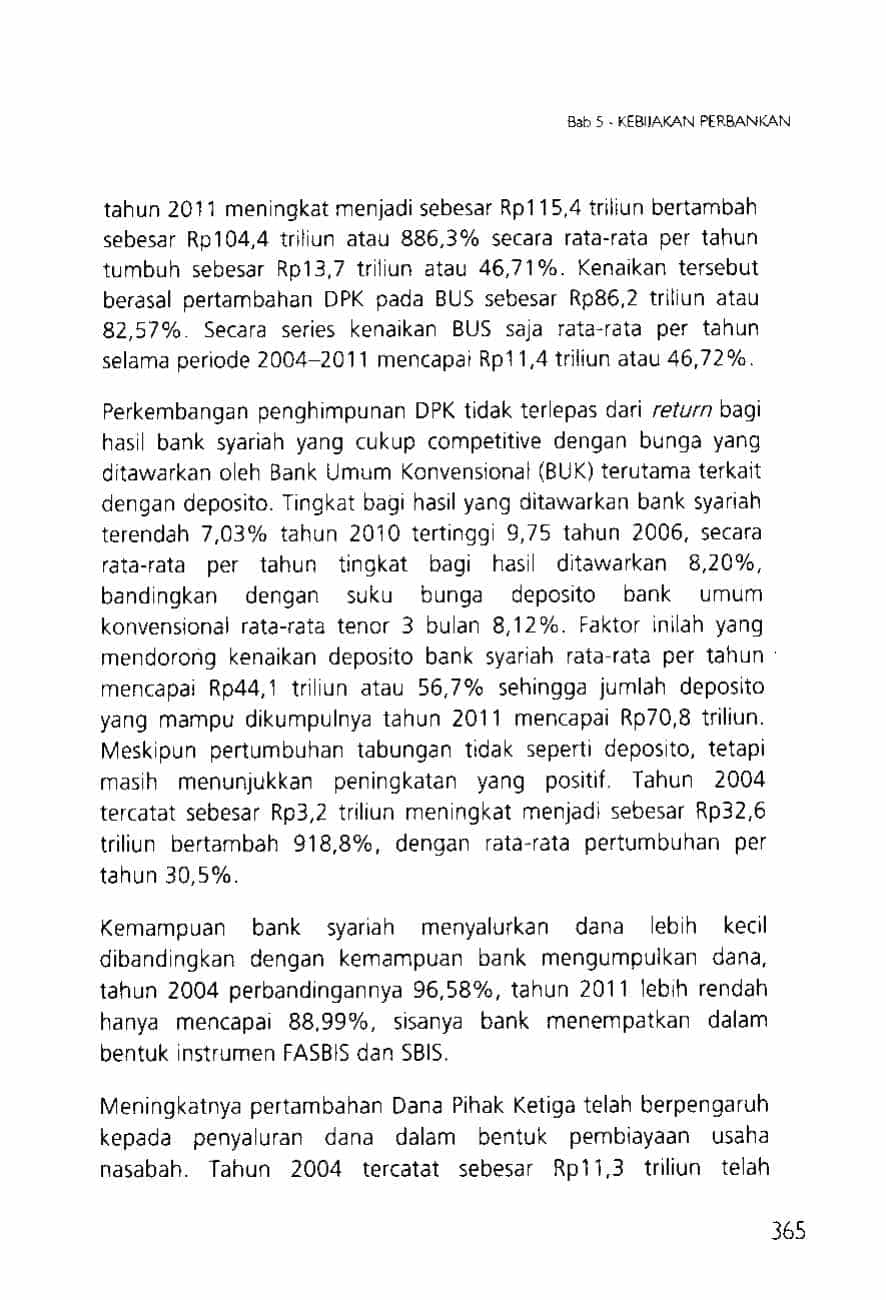 Bab 5 - KEBIJAKAN PERBANKAN
tahun 2011 meningkat menjadi sebesar Rp115,4 triliun bertambah
sebesar Rp104,4 triliun atau 886,3% secara rata-rata per tahun
tumbuh sebesar Rp13,7 triliun atau 46,71%. Kenaikan tersebut
berasal pertambahan DPK pada BUS sebesar Rp86,2 triliun atau
82,57%. Secara series kenaikan BUS saja rata-rata per tahun
selama periode 2004–2011 mencapai Rp11,4 triliun atau 46,72%.
Perkembangan penghimpunan DPK tidak terlepas dari return bagi
hasil bank syariah yang cukup competitive dengan bunga yang
ditawarkan oleh Bank Umum Konvensional (BUK) terutama terkait
dengan deposito. Tingkat bagi hasil yang ditawarkan bank syariah
terendah 7,03% tahun 2010 tertinggi 9,75 tahun 2006, secara
rata-rata per tahun tingkat bagi hasil ditawarkan 8,20%,
bandingkan dengan suku bunga deposito bank umum
konvensional rata-rata tenor 3 bulan 8,12%. Faktor inilah yang
mendorong kenaikan deposito bank syariah rata-rata per tahun
mencapai Rp44,1 triliun atau 56,7% sehingga jumlah deposito
yang mampu dikumpulnya tahun 2011 mencapai Rp70,8 triliun.
Meskipun pertumbuhan tabungan tidak seperti deposito, tetapi
masih menunjukkan peningkatan yang positif. Tahun 2004
tercatat sebesar Rp3,2 triliun meningkat menjadi sebesar Rp32,6
triliun bertambah 918,8%, dengan rata-rata pertumbuhan per
tahun 30,5%.
Kemampuan bank syariah menyalurkan dana lebih kecil
dibandingkan dengan kemampuan bank mengumpulkan dana,
tahun 2004 perbandingannya 96,58%, tahun 2011 lebih rendah
hanya mencapai 88,99%, sisanya bank menempatkan dalam
bentuk instrumen FASBIS dan SBIS.
Meningkatnya pertambahan Dana Pihak Ketiga telah berpengaruh
kepada penyaluran dana dalam bentuk pembiayaan usaha
nasabah. Tahun 2004 tercatat sebesar Rp11,3 triliun telah
365